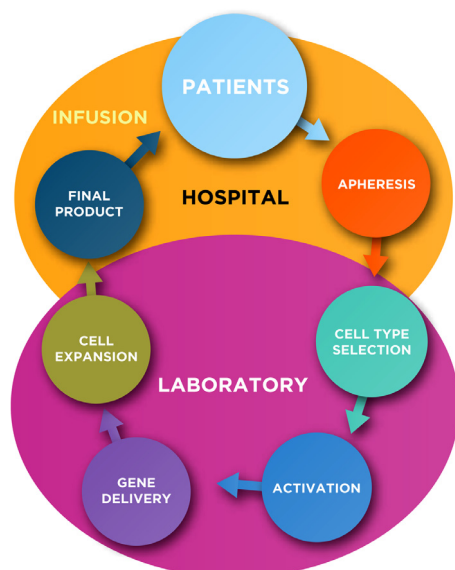 PATIENTS
INFUSION
APHERESIS
FINAL
PRODUCT
HOSPITAL
CELL TYPE
SELECTION
CELL
EXPANSION
LABORATORY
GENE
DELIVERY
ACTIVATION